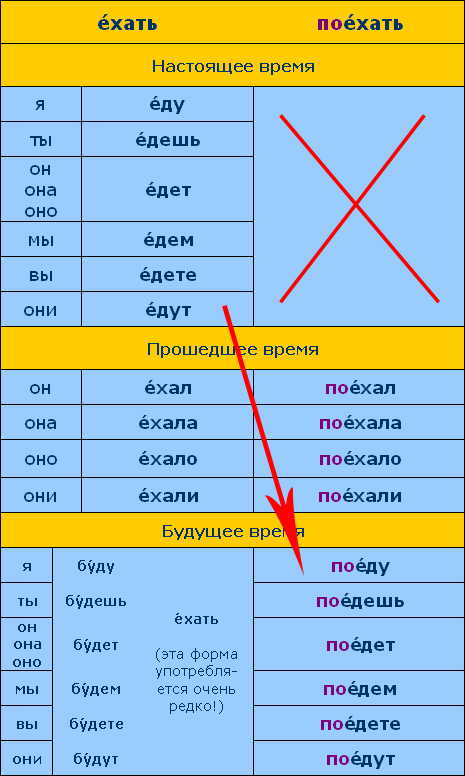 е́хать пое́хать
Настоящее время
я е́ду
ты е́дешь
он
она е́дет
оно
мы е́дем
вы е́дете
они е́дут
Прошедшее время
он е́хал пое́хал
она е́хала пое́хала
оно е́хало пое́хало
они е́хали пое́хали
Будущее время
я бу́ду пое́ду
ты бу́дешь пое́дешь
е́хать
он
она бу́дет пое́дет
оно
(эта форма
употребля-
ется очень
редко!)
мы бу́дем пое́дем
вы бу́дете пое́дете
они бу́дут пое́дут